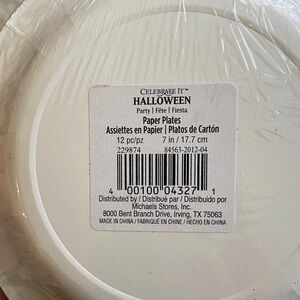 CELEBRATE IT™
HALLOWEEN
Party | Fête | Fiesta
Paper Plates
Assiettes en Papier | Platos de Cartón
12 pc/pz 7 in / 17.7 cm
229874 84563-2012-04
4 00100 04327 1
Distributed by / Distribué par / Distribuido por
Michaels Stores, Inc.
8000 Bent Branch Drive, Irving, TX 75063
MADE IN CHINA / FABRIQUÉ EN CHINE / HECHO EN CHINA